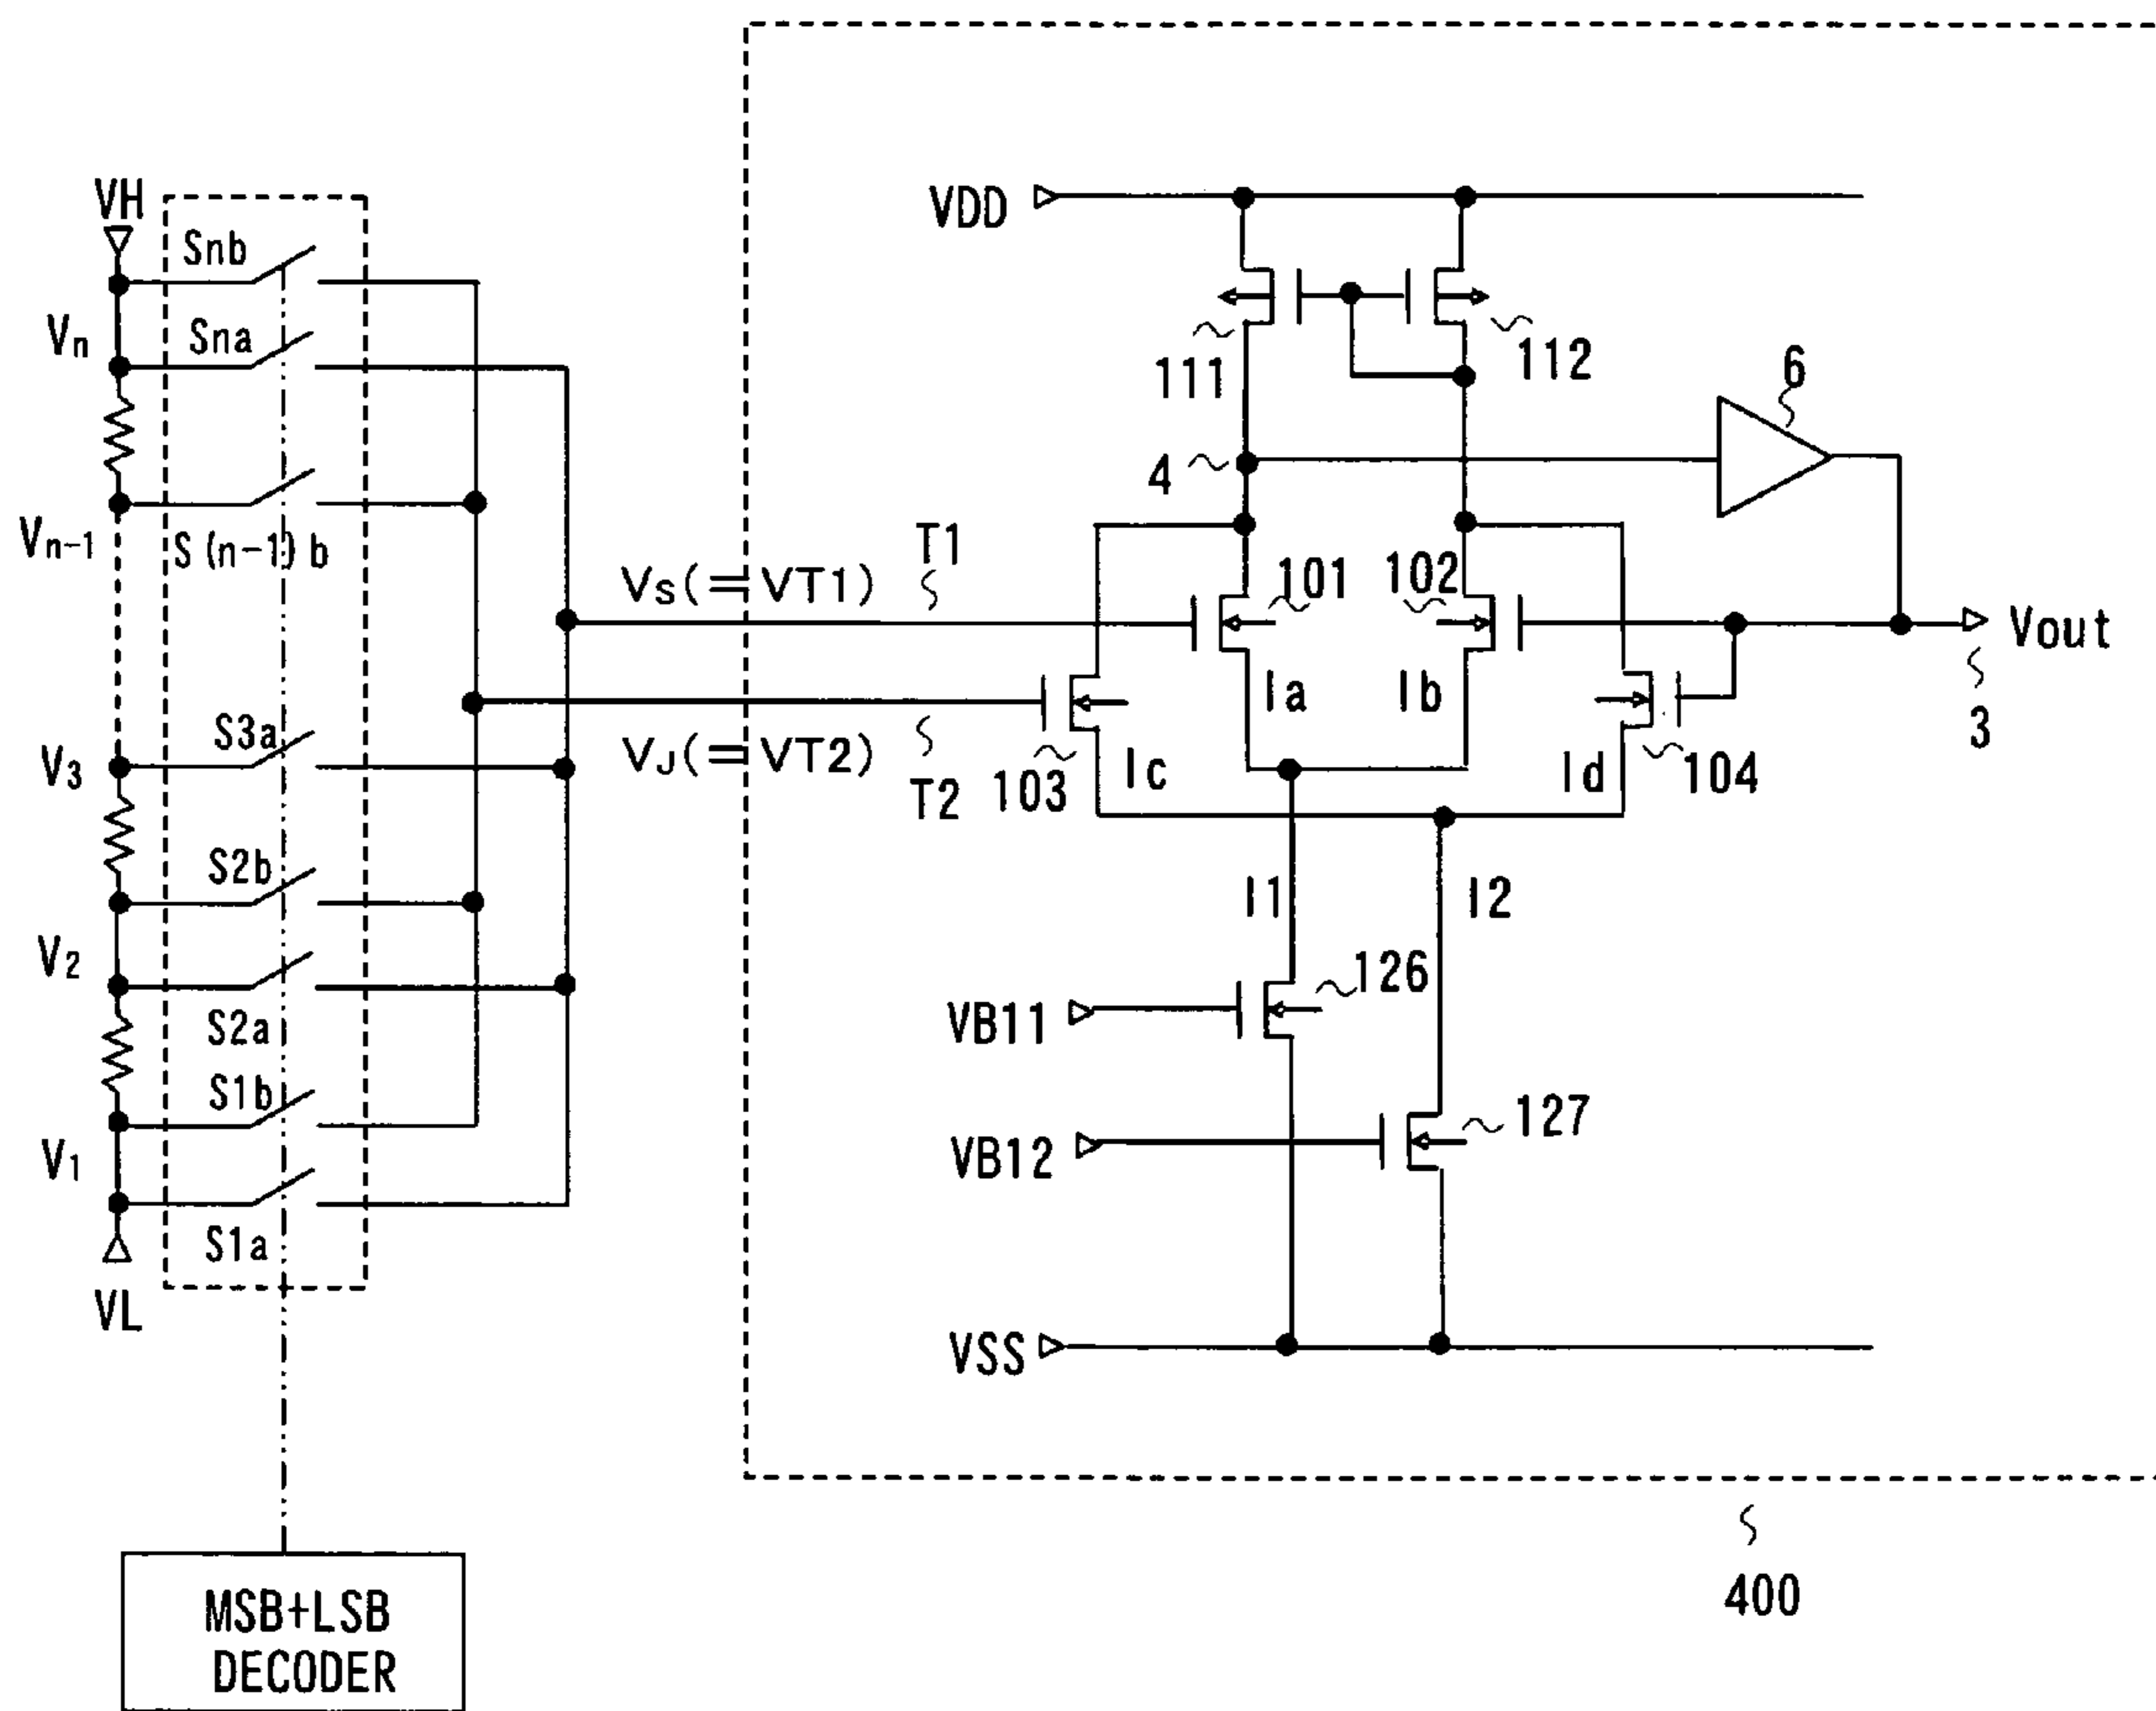 VH
Snb
Vn
Sna
Vn-1
S(n-1)b
S3a
V3
S2b
V2
S2a
S1b
V1
S1a
VL
MSB+LSB
DECODER
Vs(=VT1)
T1
VJ(=VT2)
T2
VDD
111
112
6
4
101
102
Ia
Ib
Vout
3
103
Ic
Id
104
I1
I2
VB11
126
VB12
127
VSS
400